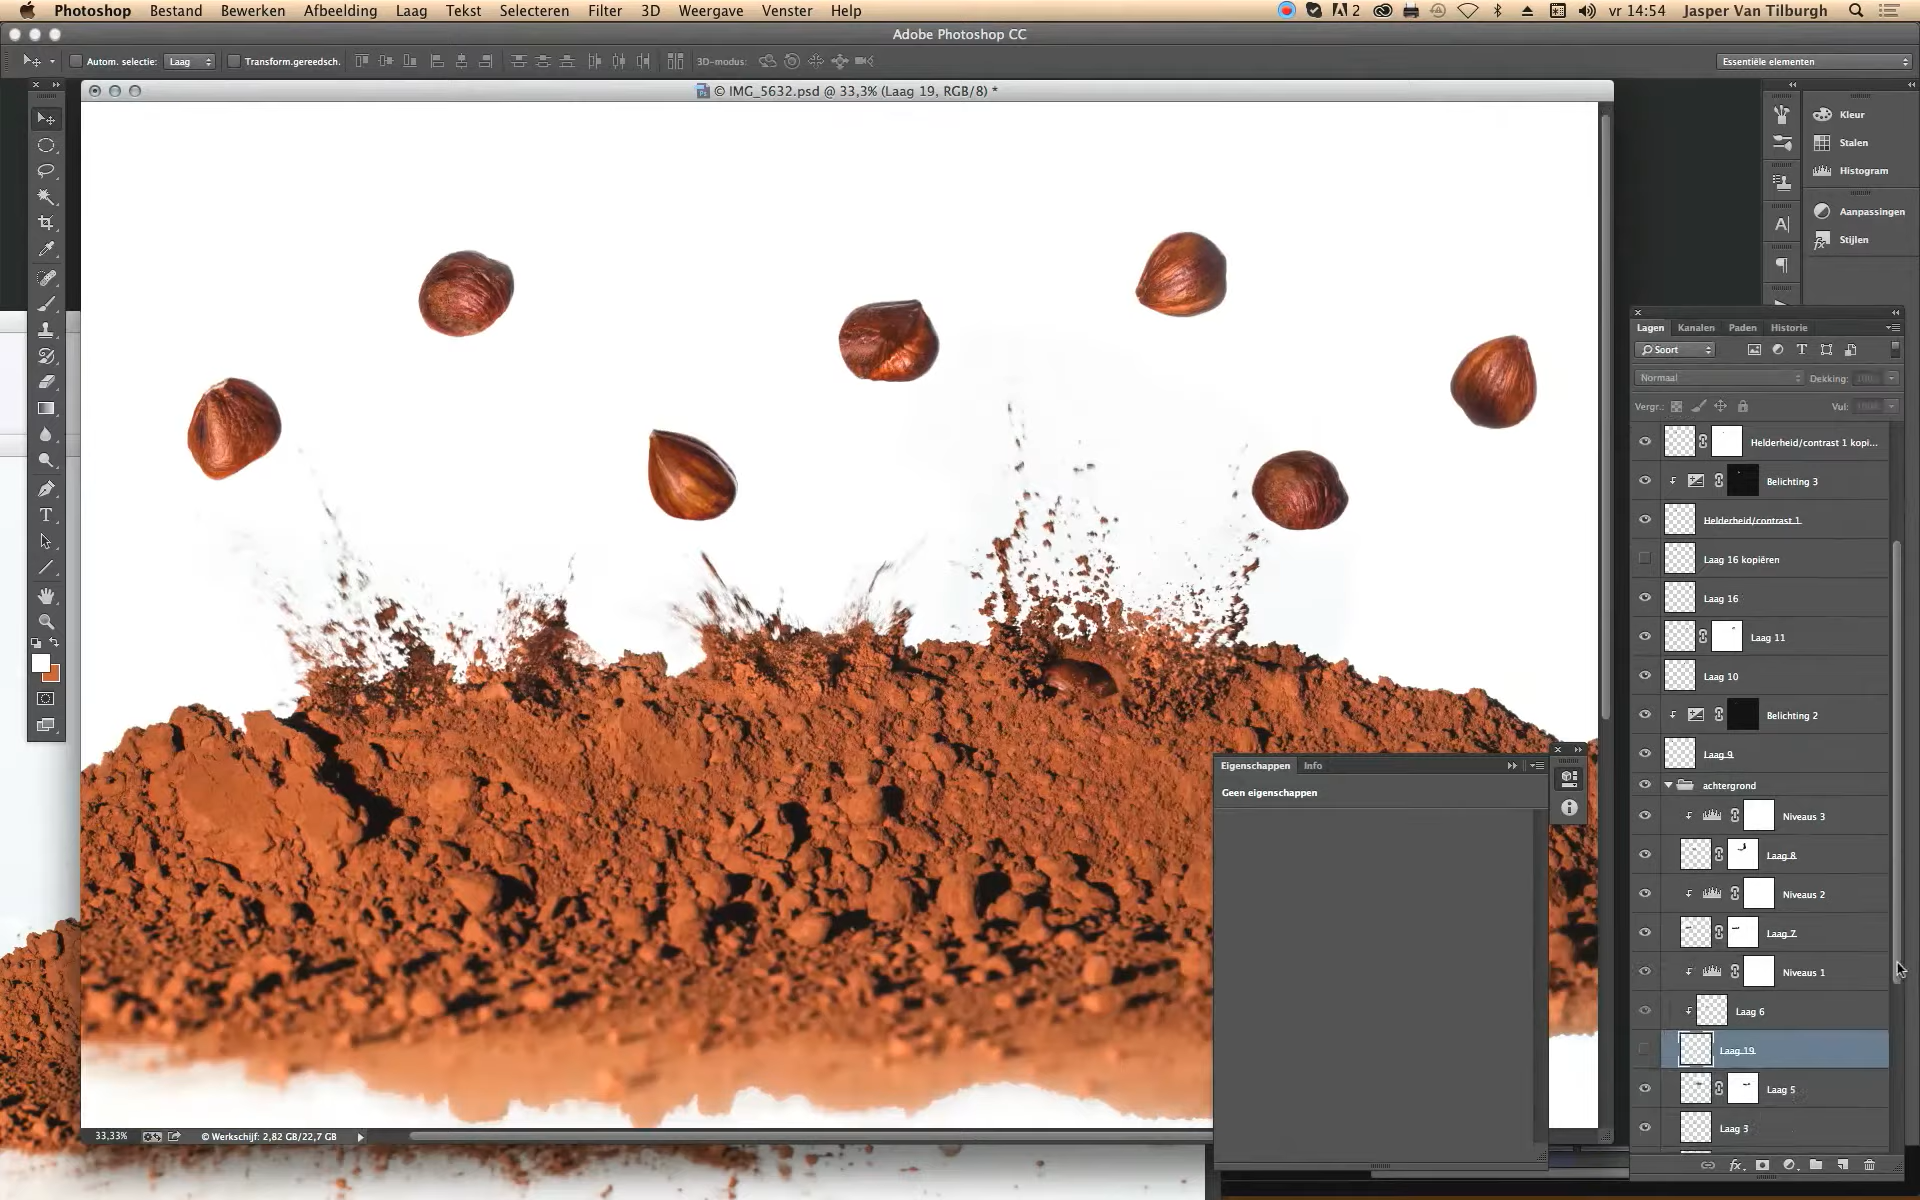 Photoshop Bestand Bewerken Afbeelding Laag Tekst Selecteren Filter 3D Weergave Venster Help 2 vr 14:54 Jasper Van Tilburgh
Adobe Photoshop CC
Autom. selectie: Laag Transform.gereedsch. 3D-modus: Essentiële elementen
© IMG_5632.psd @ 33,3% (Laag 19, RGB/8) *
Kleur
Stalen
Histogram
Aanpassingen
Stijlen
Lagen Kanalen Paden Historie
Soort
Normaal Dekking:
Vergr.: Vul:
Helderheid/contrast 1 kopi...
Belichting 3
Helderheid/contrast 1
Laag 16 kopiëren
Laag 16
Laag 11
Laag 10
Belichting 2
Laag 9
achtergrond
Niveaus 3
Laag 8
Niveaus 2
Laag 7
Niveaus 1
Laag 6
Laag 19
Laag 5
Laag 3
Eigenschappen Info
Geen eigenschappen
33,33% © Werkschijf: 2,82 GB/22,7 GB